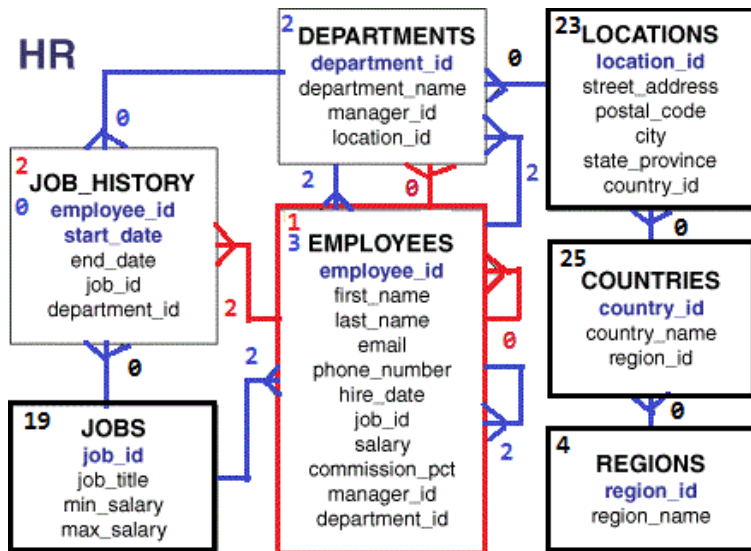 HR
2
DEPARTMENTS
department_id
department_name
manager_id
location_id
0
23
LOCATIONS
location_id
street_address
postal_code
city
state_province
country_id
0
2
JOB_HISTORY
0
employee_id
start_date
end_date
job_id
department_id
2
0
2
1
3
EMPLOYEES
employee_id
first_name
last_name
email
phone_number
hire_date
job_id
salary
commission_pct
manager_id
department_id
2
0
2
2
0
25
COUNTRIES
country_id
country_name
region_id
0
0
19
JOBS
job_id
job_title
min_salary
max_salary
4
REGIONS
region_id
region_name